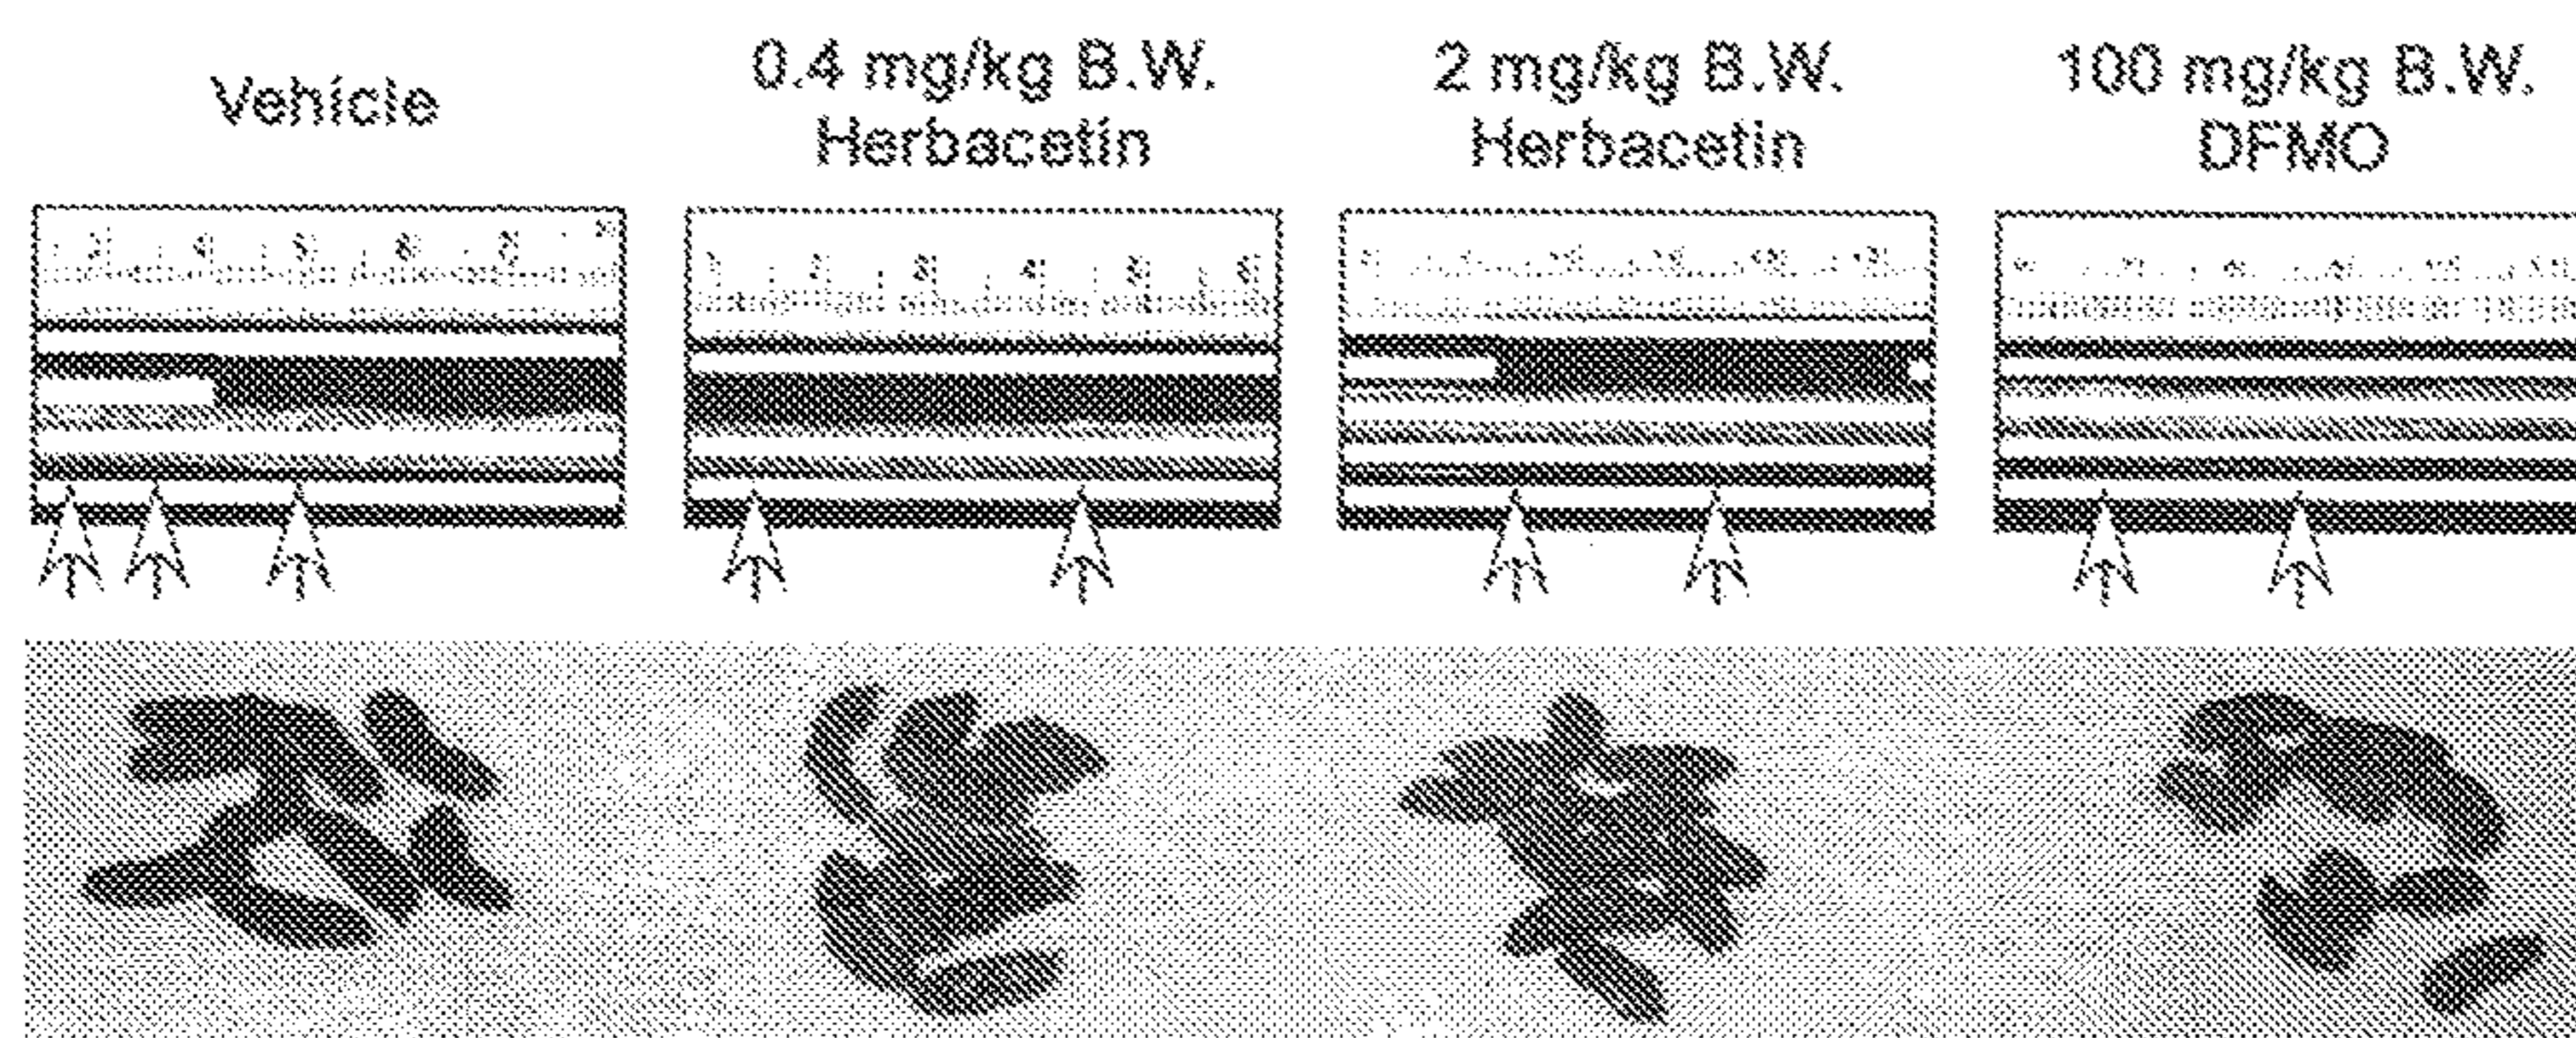 Vehicle
0.4 mg/kg B.W.
Herbacetin
2 mg/kg B.W.
Herbacetin
100 mg/kg B.W.
DFMO